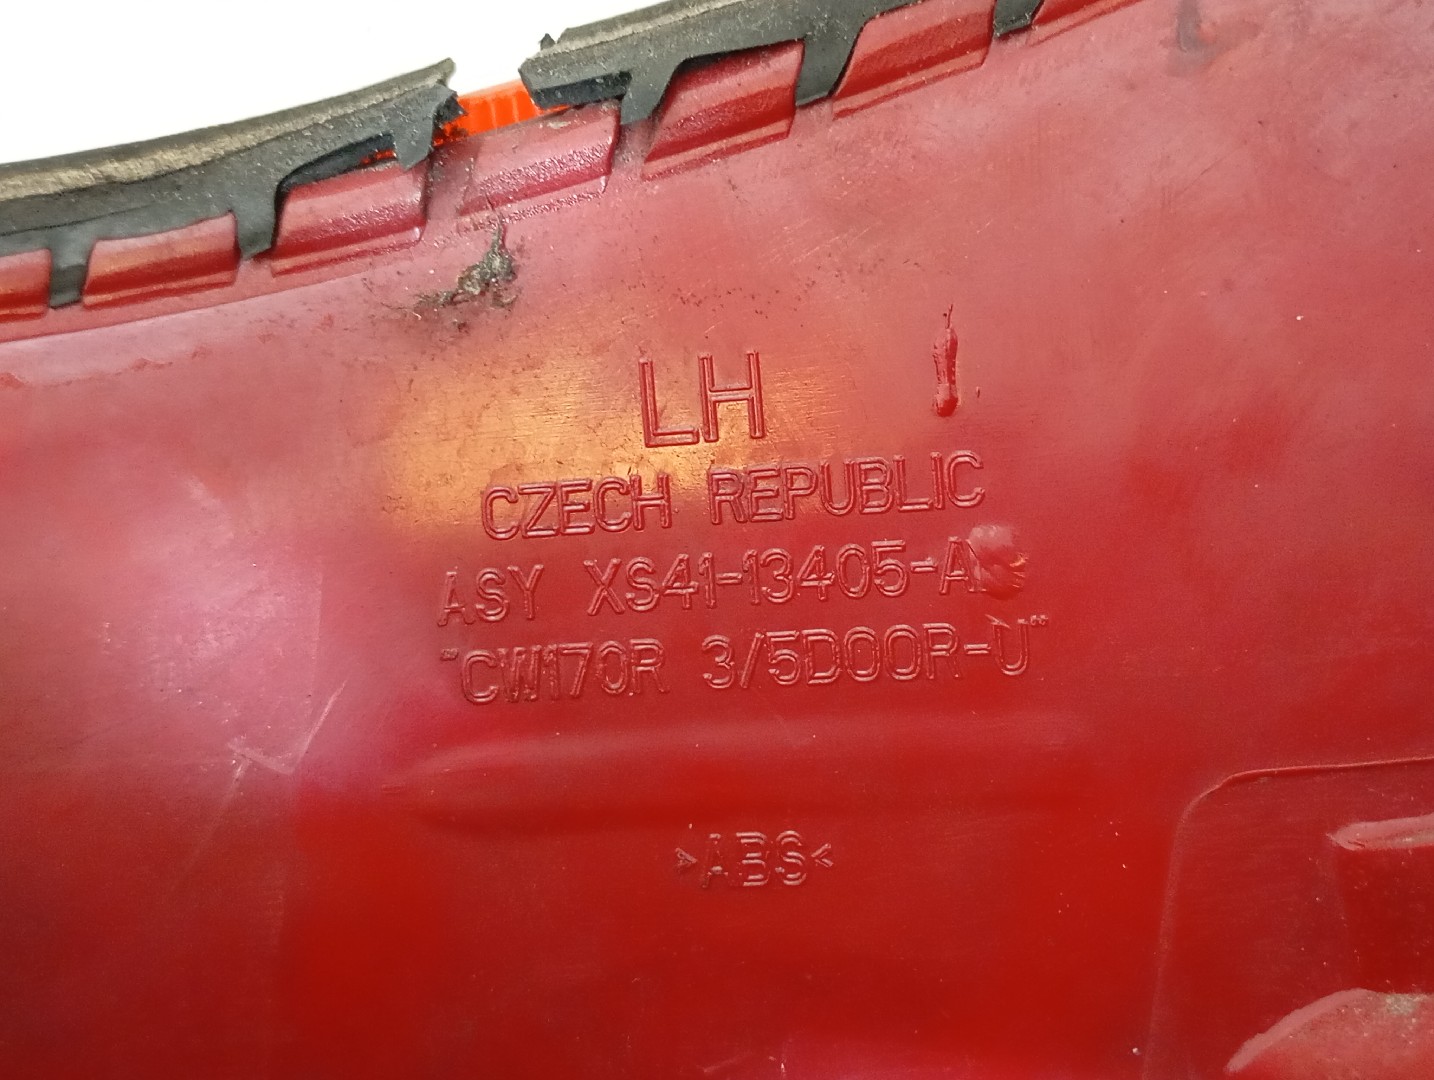 LH
CZECH REPUBLIC
ASY XS41-13405-A
"CW170R 3/5DOOR-U"
>ABS<